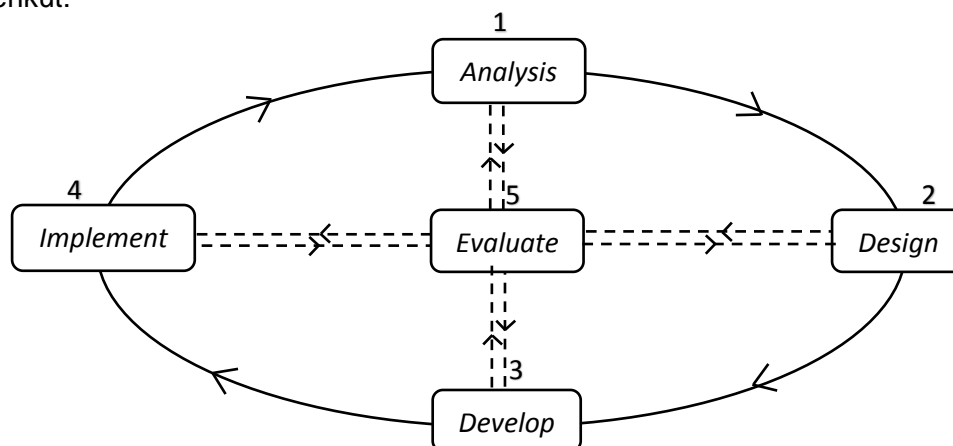 1
Analysis
4
Implement
5
Evaluate
2
Design
3
Develop